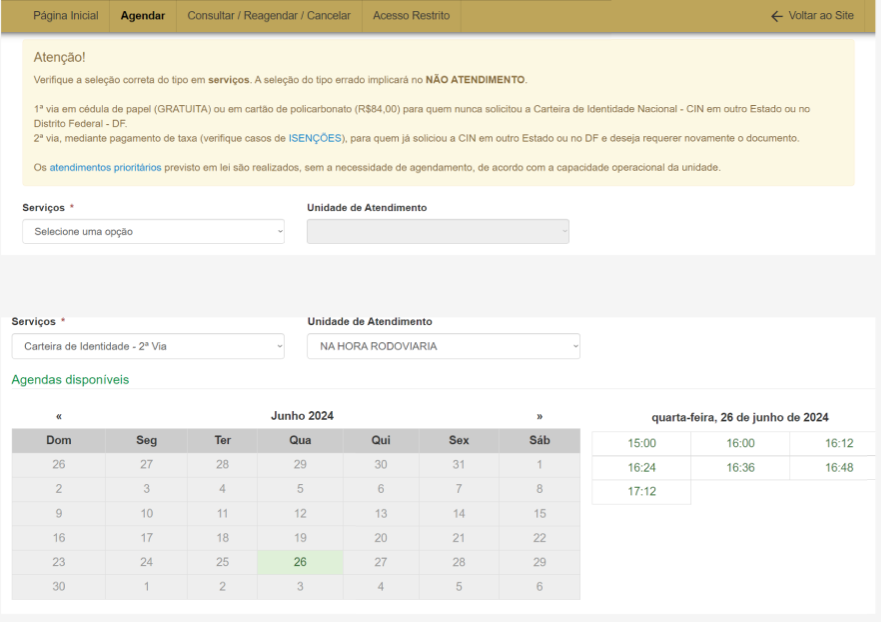 Página Inicial Agendar Consultar / Reagendar / Cancelar Acesso Restrito ← Voltar ao Site
Atenção!
Verifique a seleção correta do tipo em serviços. A seleção do tipo errado implicará no NÃO ATENDIMENTO.
1ª via em cédula de papel (GRATUITA) ou em cartão de policarbonato (R$84,00) para quem nunca solicitou a Carteira de Identidade Nacional - CIN em outro Estado ou no
Distrito Federal - DF.
2ª via, mediante pagamento de taxa (verifique casos de ISENÇÕES), para quem já soliciou a CIN em outro Estado ou no DF e deseja requerer novamente o documento.
Os atendimentos prioritários previsto em lei são realizados, sem a necessidade de agendamento, de acordo com a capacidade operacional da unidade.
Serviços * Unidade de Atendimento
Selecione uma opção
Serviços * Unidade de Atendimento
Carteira de Identidade - 2ª Via NA HORA RODOVIARIA
Agendas disponíveis
« Junho 2024 » quarta-feira, 26 de junho de 2024
Dom Seg Ter Qua Qui Sex Sáb 15:00 16:00 16:12
26 27 28 29 30 31 1 16:24 16:36 16:48
2 3 4 5 6 7 8 17:12
9 10 11 12 13 14 15
16 17 18 19 20 21 22
23 24 25 26 27 28 29
30 1 2 3 4 5 6